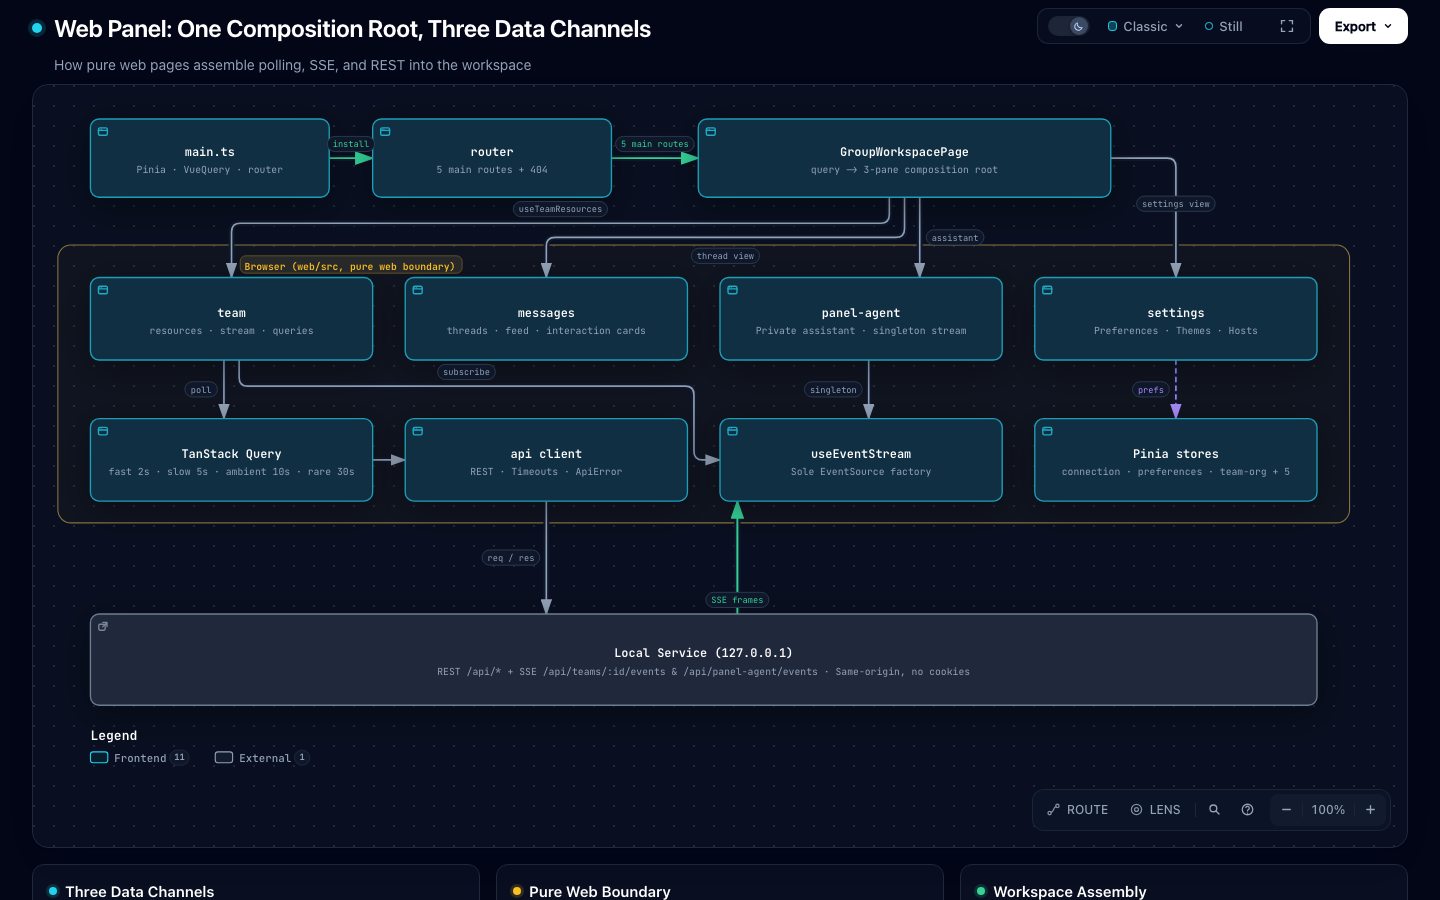 Web Panel: One Composition Root, Three Data Channels
Classic
Still
Export
How pure web pages assemble polling, SSE, and REST into the workspace
main.ts
Pinia · VueQuery · router
install
router
5 main routes + 404
5 main routes
GroupWorkspacePage
query → 3-pane composition root
settings view
useTeamResources
assistant
thread view
Browser (web/src, pure web boundary)
team
resources · stream · queries
messages
threads · feed · interaction cards
panel-agent
Private assistant · singleton stream
settings
Preferences · Themes · Hosts
subscribe
poll
singleton
prefs
TanStack Query
fast 2s · slow 5s · ambient 10s · rare 30s
api client
REST · Timeouts · ApiError
useEventStream
Sole EventSource factory
Pinia stores
connection · preferences · team-org + 5
req / res
SSE frames
Local Service (127.0.0.1)
REST /api/* + SSE /api/teams/:id/events & /api/panel-agent/events · Same-origin, no cookies
Legend
Frontend 11
External 1
ROUTE
LENS
100%
Three Data Channels
Pure Web Boundary
Workspace Assembly